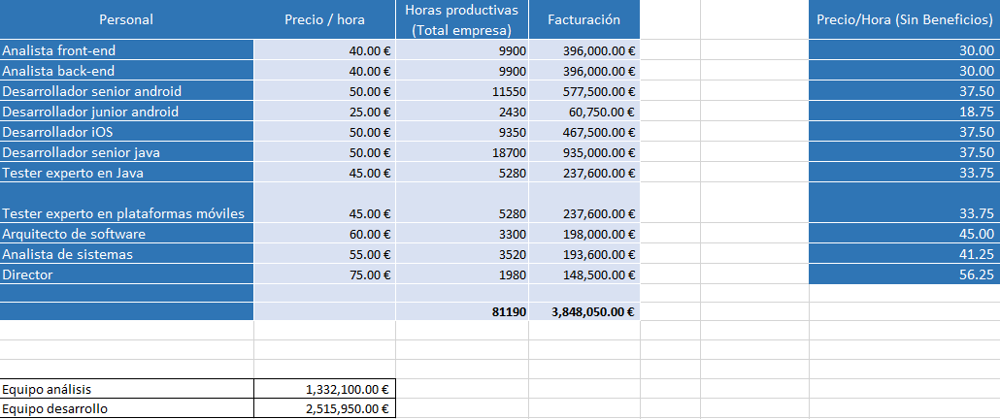 Personal Precio / hora Horas productivas (Total empresa) Facturación Precio/Hora (Sin Beneficios)
Analista front-end 40.00 € 9900 396,000.00 € 30.00
Analista back-end 40.00 € 9900 396,000.00 € 30.00
Desarrollador senior android 50.00 € 11550 577,500.00 € 37.50
Desarrollador junior android 25.00 € 2430 60,750.00 € 18.75
Desarrollador iOS 50.00 € 9350 467,500.00 € 37.50
Desarrollador senior java 50.00 € 18700 935,000.00 € 37.50
Tester experto en Java 45.00 € 5280 237,600.00 € 33.75
Tester experto en plataformas móviles 45.00 € 5280 237,600.00 € 33.75
Arquitecto de software 60.00 € 3300 198,000.00 € 45.00
Analista de sistemas 55.00 € 3520 193,600.00 € 41.25
Director 75.00 € 1980 148,500.00 € 56.25
81190 3,848,050.00 €
Equipo análisis 1,332,100.00 €
Equipo desarrollo 2,515,950.00 €